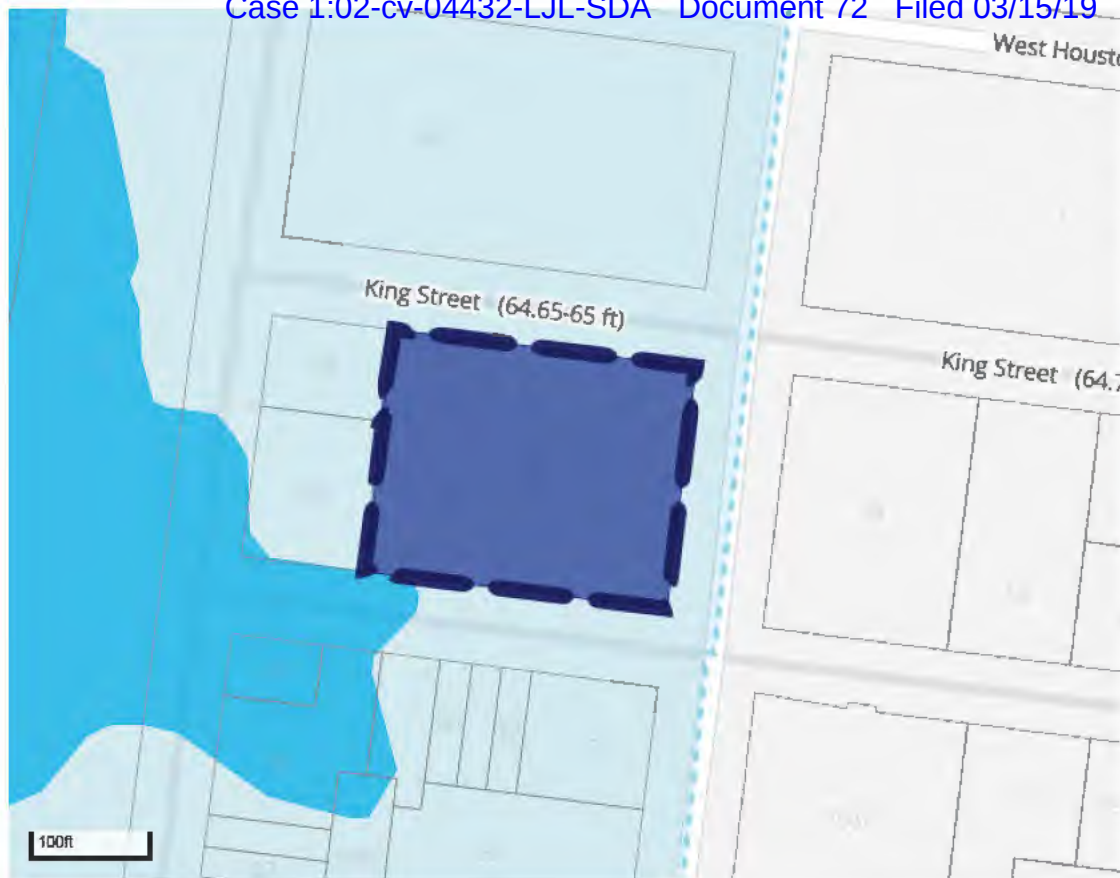 Case 1:02-cv-04432-LJL-SDA Document 72 Filed 03/15/19
West Housto
King Street (64.65-65 ft)
King Street (64.7
100ft